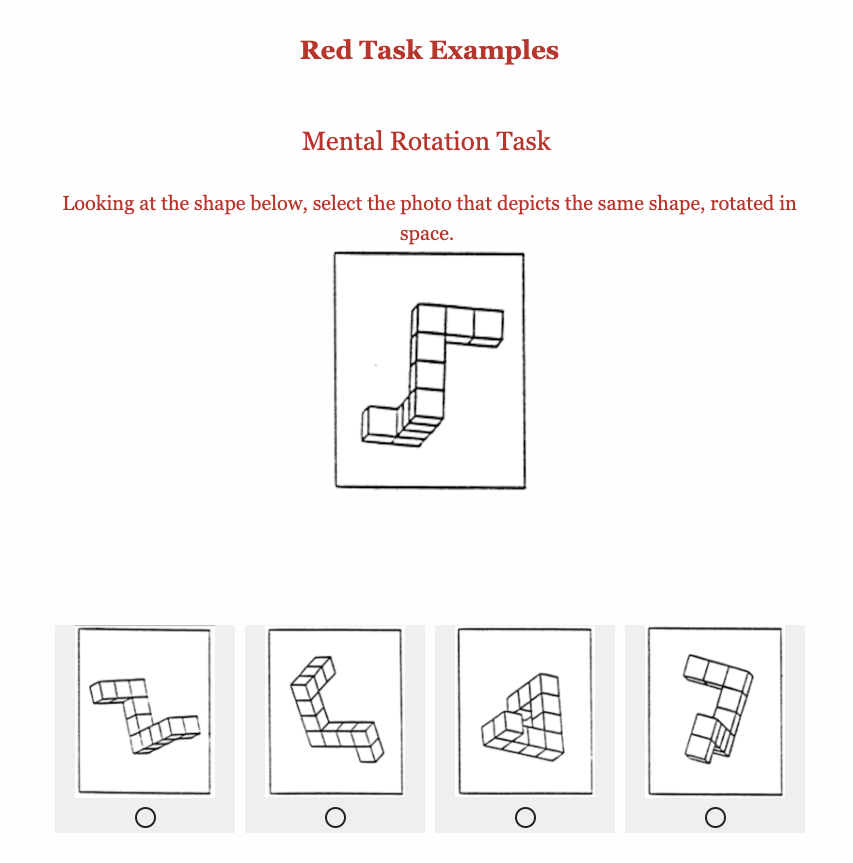 Red Task Examples
Mental Rotation Task
Looking at the shape below, select the photo that depicts the same shape, rotated in
space.